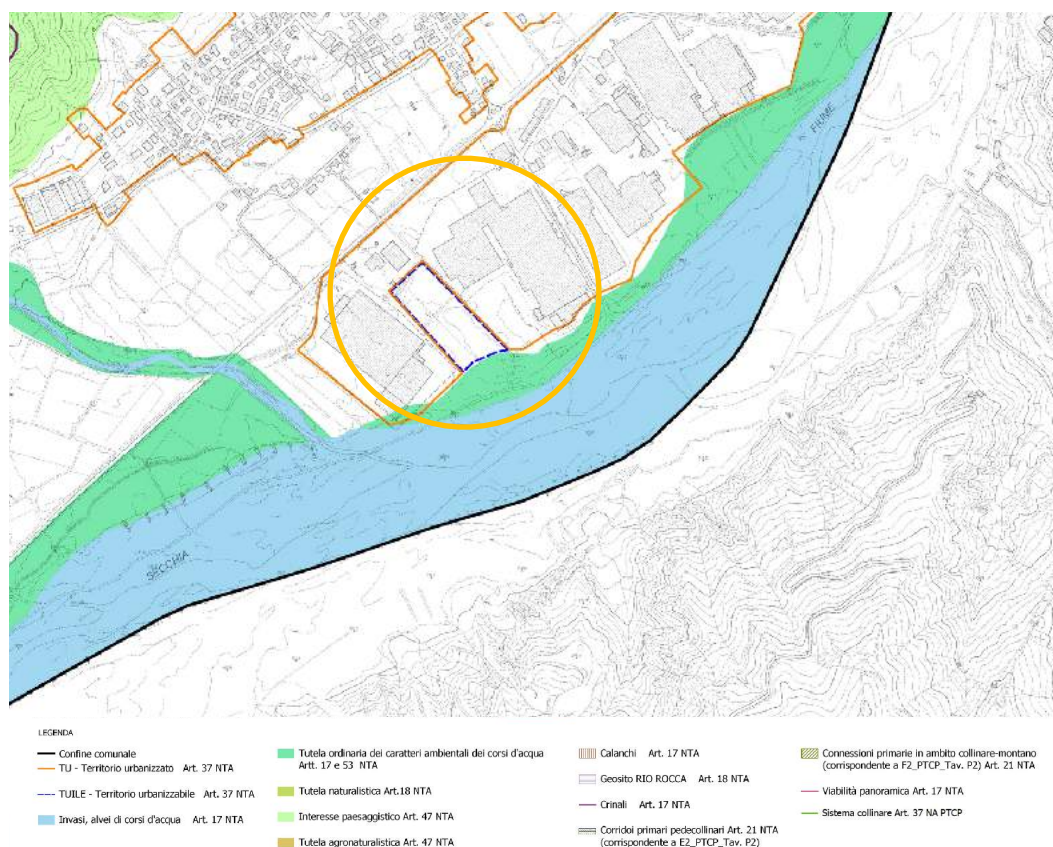 FIUME
SECCHIA
LEGENDA
Confine comunale
TU - Territorio urbanizzato Art. 37 NTA
TUILE - Territorio urbanizzabile Art. 37 NTA
Invasi, alvei di corsi d'acqua Art. 17 NTA
Tutela ordinaria dei caratteri ambientali dei corsi d'acqua
Artt. 17 e 53 NTA
Tutela naturalistica Art.18 NTA
Interesse paesaggistico Art. 47 NTA
Tutela agronaturalistica Art. 47 NTA
Calanchi Art. 17 NTA
Geosito RIO ROCCA Art. 18 NTA
Crinali Art. 17 NTA
Corridoi primari pedecollinari Art. 21 NTA
(corrispondente a E2_PTCP_Tav. P2)
Connessioni primarie in ambito collinare-montano
(corrispondente a F2_PTCP_Tav. P2) Art. 21 NTA
Viabilità panoramica Art. 17 NTA
Sistema collinare Art. 37 NA PTCP